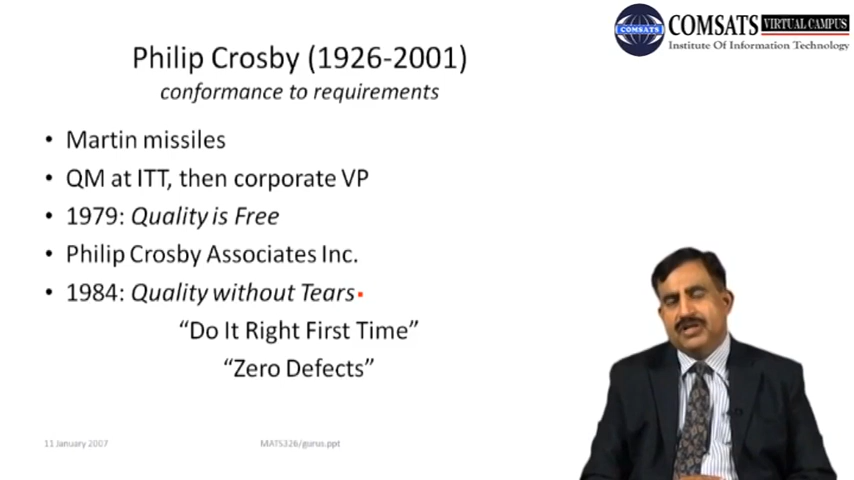 COMSATS VIRTUAL CAMPUS
COMSATS
Institute Of Information Technology
Philip Crosby (1926-2001)
conformance to requirements
• Martin missiles
• QM at ITT, then corporate VP
• 1979: Quality is Free
• Philip Crosby Associates Inc.
• 1984: Quality without Tears
“Do It Right First Time”
“Zero Defects”
11 January 2007 MATS326/gurus.ppt